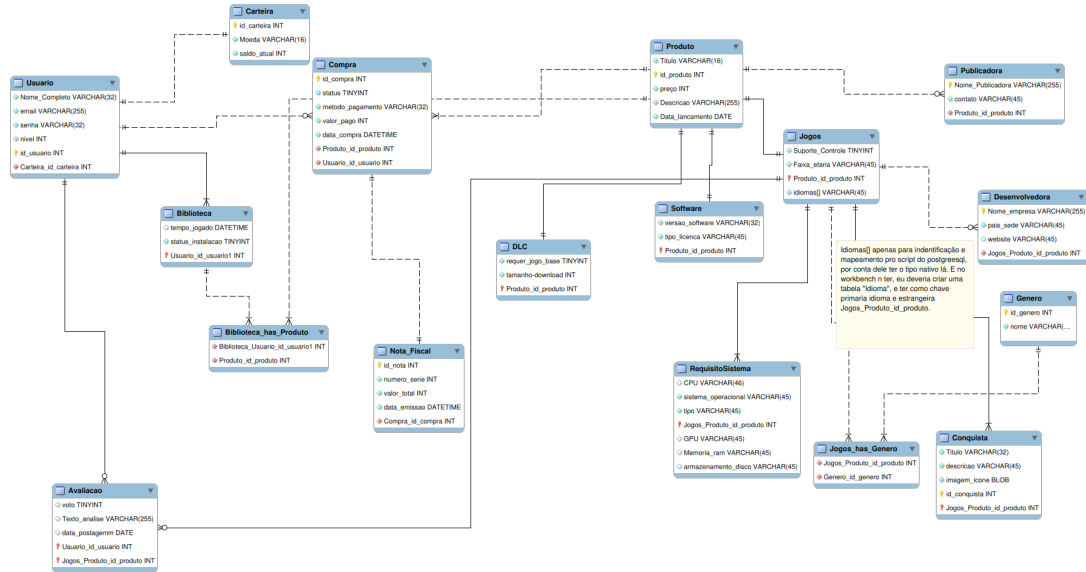 Carteira
id_carteira INT
Moeda VARCHAR(16)
saldo_atual INT
Usuario
Nome_Completo VARCHAR(32)
email VARCHAR(255)
senha VARCHAR(32)
nivel INT
id_usuario INT
Carteira_id_carteira INT
Compra
id_compra INT
status TINYINT
metodo_pagamento VARCHAR(32)
valor_pago INT
data_compra DATETIME
Produto_id_produto INT
Usuario_id_usuario INT
Produto
Titulo VARCHAR(16)
id_produto INT
preço INT
Descricao VARCHAR(255)
Data_lancamento DATE
Publicadora
Nome_Publicadora VARCHAR(255)
contato VARCHAR(45)
Produto_id_produto INT
Jogos
Suporte_Controle TINYINT
Faixa_etaria VARCHAR(45)
Produto_id_produto INT
idiomas[] VARCHAR(45)
Biblioteca
tempo_jogado DATETIME
status_instalacao TINYINT
Usuario_id_usuario1 INT
DLC
requer_jogo_base TINYINT
tamanho-download INT
Produto_id_produto INT
Software
versao_software VARCHAR(32)
tipo_licenca VARCHAR(45)
Produto_id_produto INT
Desenvolvedora
Nome_empresa VARCHAR(255)
pais_sede VARCHAR(45)
website VARCHAR(45)
Jogos_Produto_id_produto INT
Idiomas[] apenas para indentificação e
mapeamento pro script do postgresql,
por conta dele ter o tipo nativo lá. E no
workbench n ter, eu deveria criar uma
tabela "Idioma", e ter como chave
primaria idioma e estrangeira
Jogos_Produto_id_produto.
Genero
id_genero INT
nome VARCHAR(...
Biblioteca_has_Produto
Biblioteca_Usuario_id_usuario1 INT
Produto_id_produto INT
Nota_Fiscal
id_nota INT
numero_serie INT
valor_total INT
data_emissao DATETIME
Compra_id_compra INT
RequisitoSistema
CPU VARCHAR(46)
sistema_operacional VARCHAR(45)
tipo VARCHAR(45)
Jogos_Produto_id_produto INT
GPU VARCHAR(45)
Memoria_ram VARCHAR(45)
armazenamento_disco VARCHAR(45)
Jogos_has_Genero
Jogos_Produto_id_produto INT
Genero_id_genero INT
Conquista
Titulo VARCHAR(32)
descricao VARCHAR(45)
imagem_icone BLOB
id_conquista INT
Jogos_Produto_id_produto INT
Avaliacao
voto TINYINT
Texto_analise VARCHAR(255)
data_postagemm DATE
Usuario_id_usuario INT
Jogos_Produto_id_produto INT